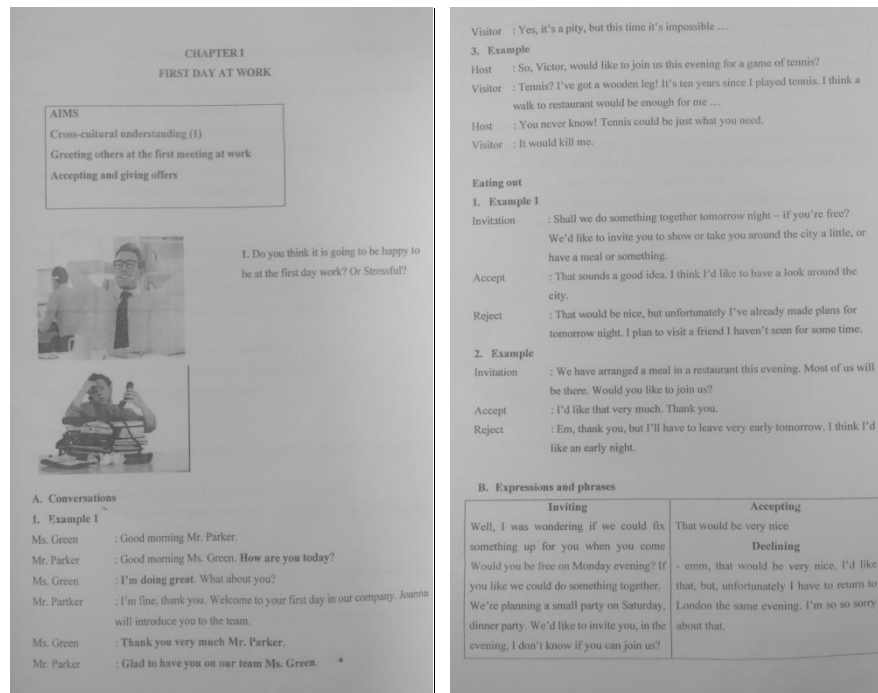 CHAPTER I
FIRST DAY AT WORK
AIMS
Cross-cultural understanding (1)
Greeting others at the first meeting at work
Accepting and giving offers
1. Do you think it is going to be happy to
be at the first day work? Or Stressful?
A. Conversations
1. Example 1
Ms. Green : Good morning Mr. Parker.
Mr. Parker : Good morning Ms. Green. How are you today?
Ms. Green : I'm doing great. What about you?
Mr. Partker : I'm fine, thank you. Welcome to your first day in our company. Joanna
will introduce you to the team.
Ms. Green : Thank you very much Mr. Parker.
Mr. Parker : Glad to have you on our team Ms. Green.
Visitor : Yes, it's a pity, but this time it's impossible ...
3. Example
Host : So, Victor, would like to join us this evening for a game of tennis?
Visitor : Tennis? I've got a wooden leg! It's ten years since I played tennis. I think a
walk to restaurant would be enough for me ...
Host : You never know! Tennis could be just what you need.
Visitor : It would kill me.
Eating out
1. Example 1
Invitation : Shall we do something together tomorrow night – if you're free?
We'd like to invite you to show or take you around the city a little, or
have a meal or something.
Accept : That sounds a good idea. I think I'd like to have a look around the
city.
Reject : That would be nice, but unfortunately I've already made plans for
tomorrow night. I plan to visit a friend I haven't seen for some time.
2. Example
Invitation : We have arranged a meal in a restaurant this evening. Most of us will
be there. Would you like to join us?
Accept : I'd like that very much. Thank you.
Reject : Em, thank you, but I'll have to leave very early tomorrow. I think I'd
like an early night.
B. Expressions and phrases
Inviting
Well, I was wondering if we could fix
something up for you when you come
Would you be free on Monday evening? If
you like we could do something together.
We're planning a small party on Saturday,
dinner party. We'd like to invite you, in the
evening, I don't know if you can join us?
Accepting
That would be very nice
Declining
- emm, that would be very nice, I'd like
that, but, unfortunately I have to return to
London the same evening. I'm so so sorry
about that.